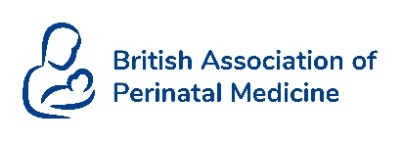 British Association of
Perinatal Medicine